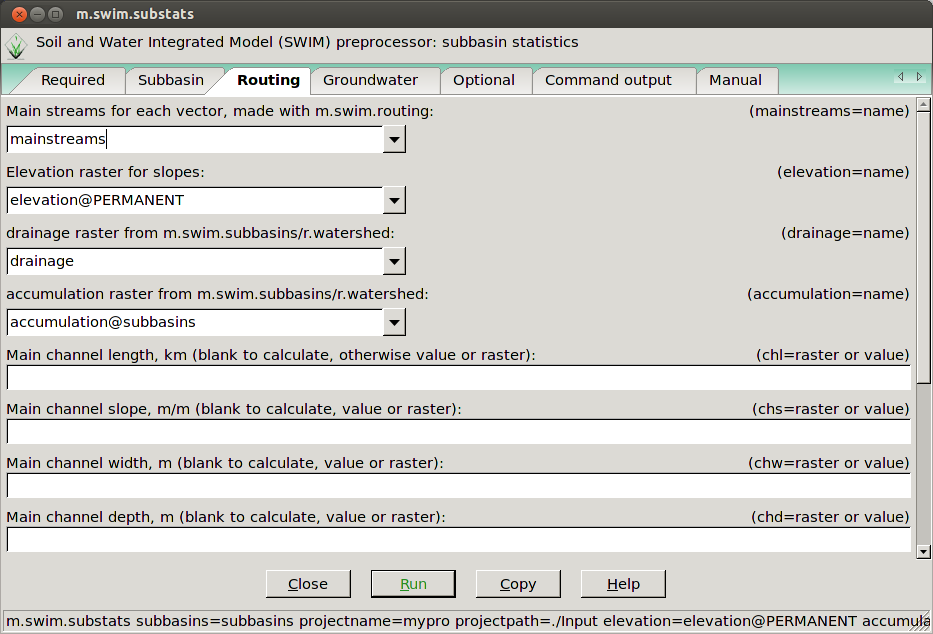 m.swim.substats
Soil and Water Integrated Model (SWIM) preprocessor: subbasin statistics
Required Subbasin Routing Groundwater Optional Command output Manual
Main streams for each vector, made with m.swim.routing: (mainstreams=name)
mainstreams
Elevation raster for slopes: (elevation=name)
elevation@PERMANENT
drainage raster from m.swim.subbasins/r.watershed: (drainage=name)
drainage
accumulation raster from m.swim.subbasins/r.watershed: (accumulation=name)
accumulation@subbasins
Main channel length, km (blank to calculate, otherwise value or raster): (chl=raster or value)
Main channel slope, m/m (blank to calculate, value or raster): (chs=raster or value)
Main channel width, m (blank to calculate, value or raster): (chw=raster or value)
Main channel depth, m (blank to calculate, value or raster): (chd=raster or value)
Close Run Copy Help
m.swim.substats subbasins=subbasins projectname=mypro projectpath=./Input elevation=elevation@PERMANENT accumula